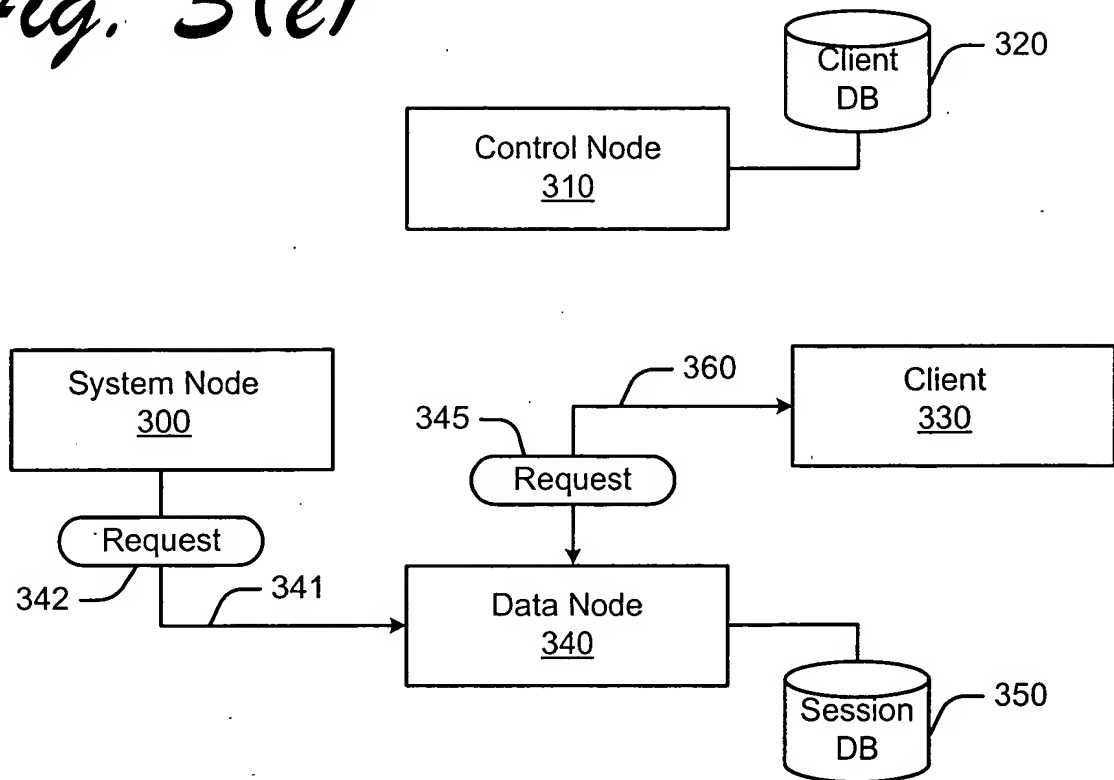 Fig. 3(e)
Client
DB
320
Control Node
310
System Node
300
360
Client
330
345
Request
Request
342
341
Data Node
340
Session
DB
350